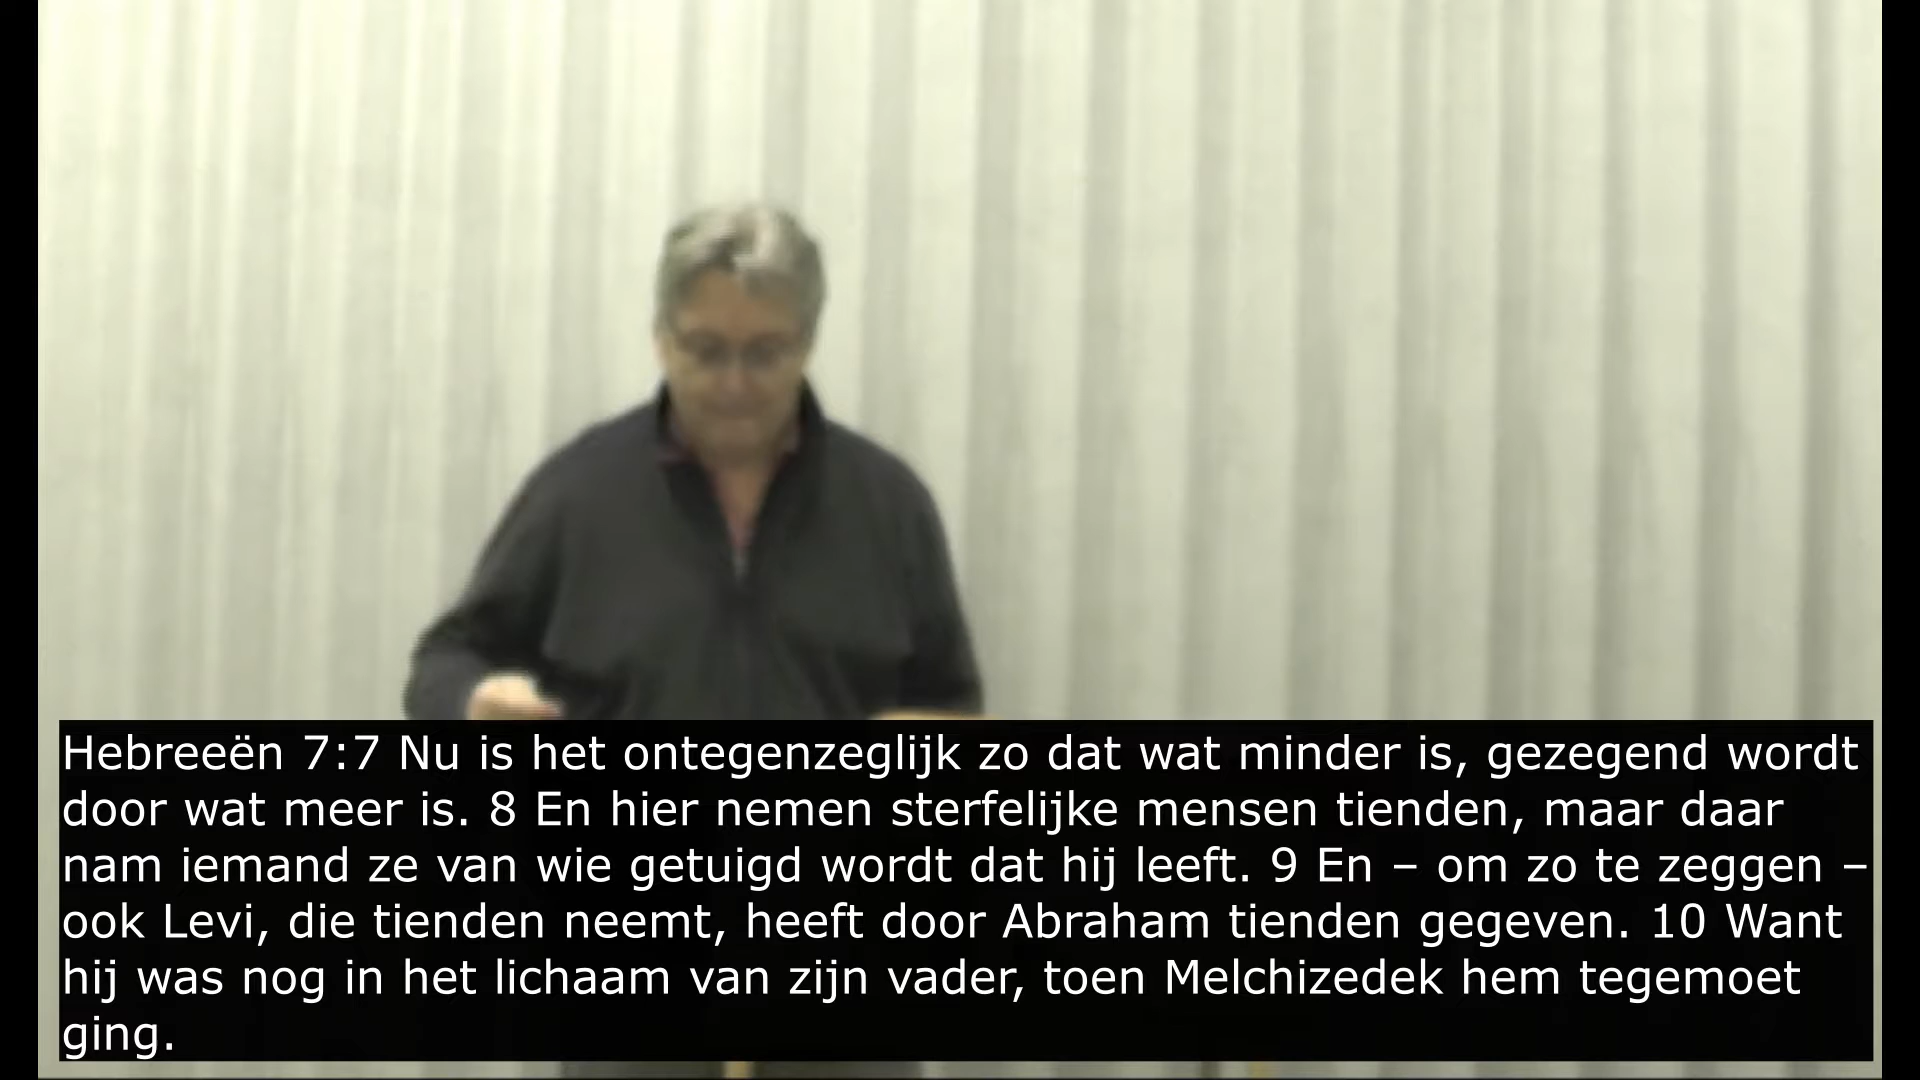 Hebreeën 7:7 Nu is het ontegenzeglijk zo dat wat minder is, gezegend wordt
door wat meer is. 8 En hier nemen sterfelijke mensen tienden, maar daar
nam iemand ze van wie getuigd wordt dat hij leeft. 9 En – om zo te zeggen –
ook Levi, die tienden neemt, heeft door Abraham tienden gegeven. 10 Want
hij was nog in het lichaam van zijn vader, toen Melchizedek hem tegemoet
ging.